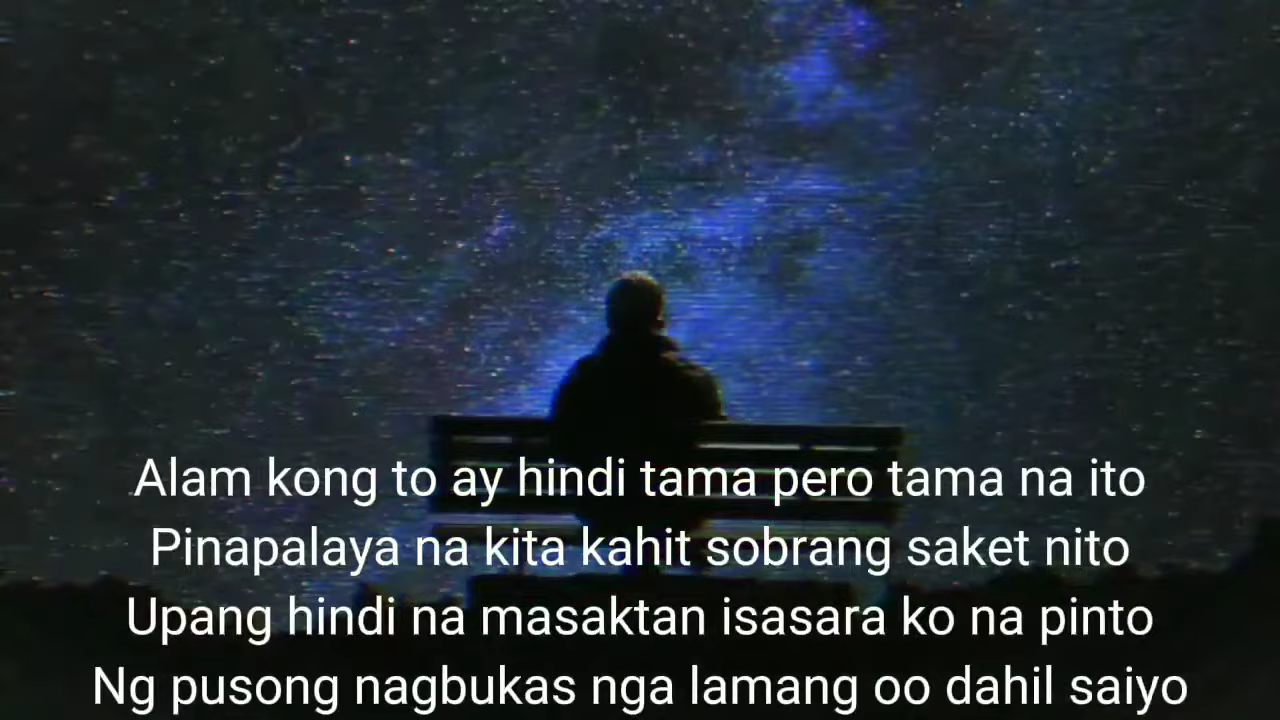 Alam kong to ay hindi tama pero tama na ito
Pinapalaya na kita kahit sobrang saket nito
Upang hindi na masaktan isasara ko na pinto
Ng pusong nagbukas nga lamang oo dahil saiyo